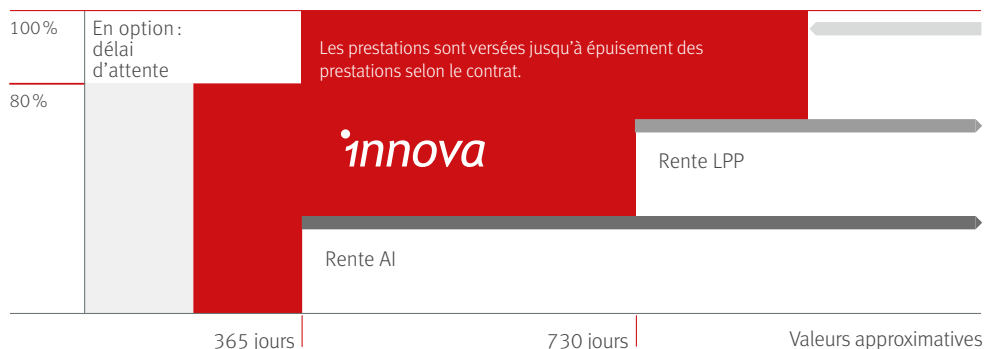 100 %
En option :
délai
d’attente
Les prestations sont versées jusqu’à épuisement des
prestations selon le contrat.
80 %
innova
Rente LPP
Rente AI
365 jours
730 jours
Valeurs approximatives